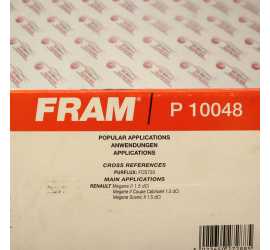 FRAM P 10048
POPULAR APPLICATIONS
ANWENDUNGEN
APPLICATIONS
CROSS REFERENCES
PURFLUX: FCS733
MAIN APPLICATIONS
RENAULT Megane II 1.5 dCi
Megane II Coupe Cabriolet 1.5 dCi
Megane Scenic II 1.5 dCi